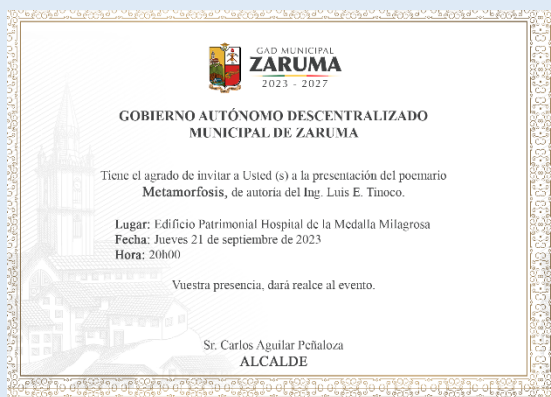 GAD MUNICIPAL
ZARUMA
2023 - 2027
GOBIERNO AUTÓNOMO DESCENTRALIZADO
MUNICIPAL DE ZARUMA
Tiene el agrado de invitar a Usted (s) a la presentación del poemario
Metamorfosis, de autoria del Ing. Luis E. Tinoco.
Lugar: Edificio Patrimonial Hospital de la Medalla Milagrosa
Fecha: Jueves 21 de septiembre de 2023
Hora: 20h00
Vuestra presencia, dará realce al evento.
Sr. Carlos Aguilar Peñaloza
ALCALDE